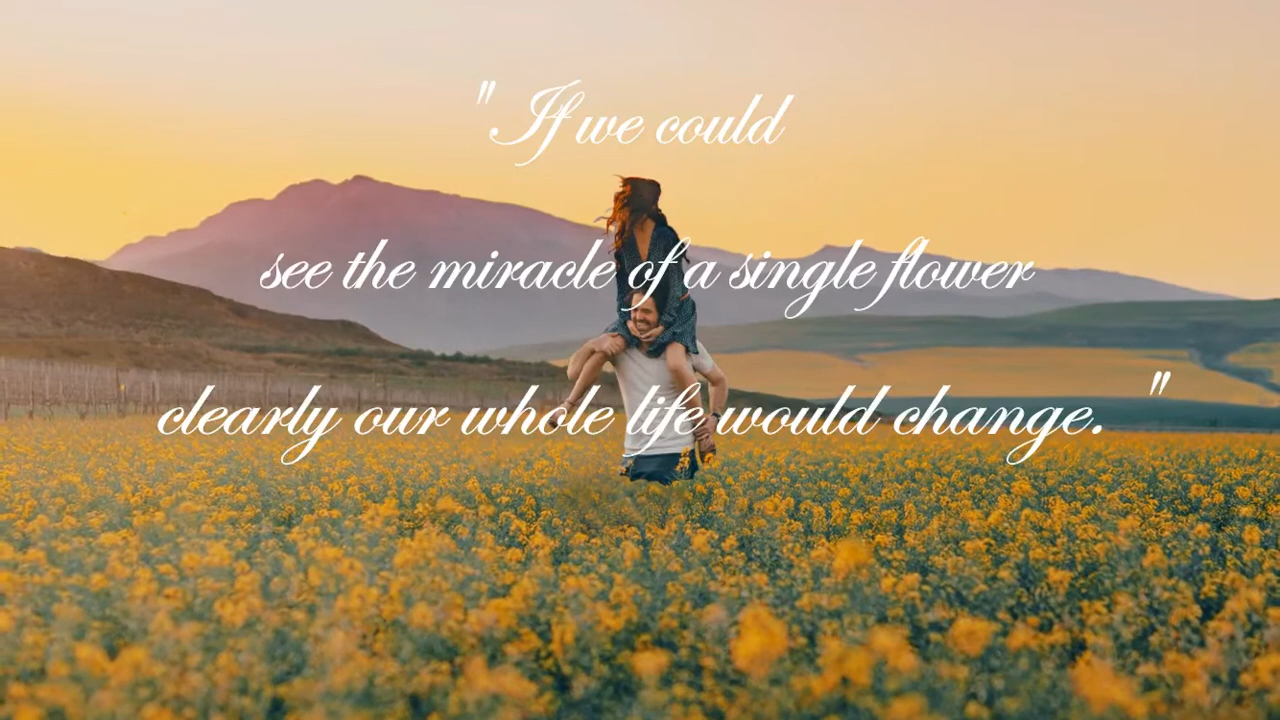 "If we could
see the miracle of a single flower
clearly our whole life would change. "